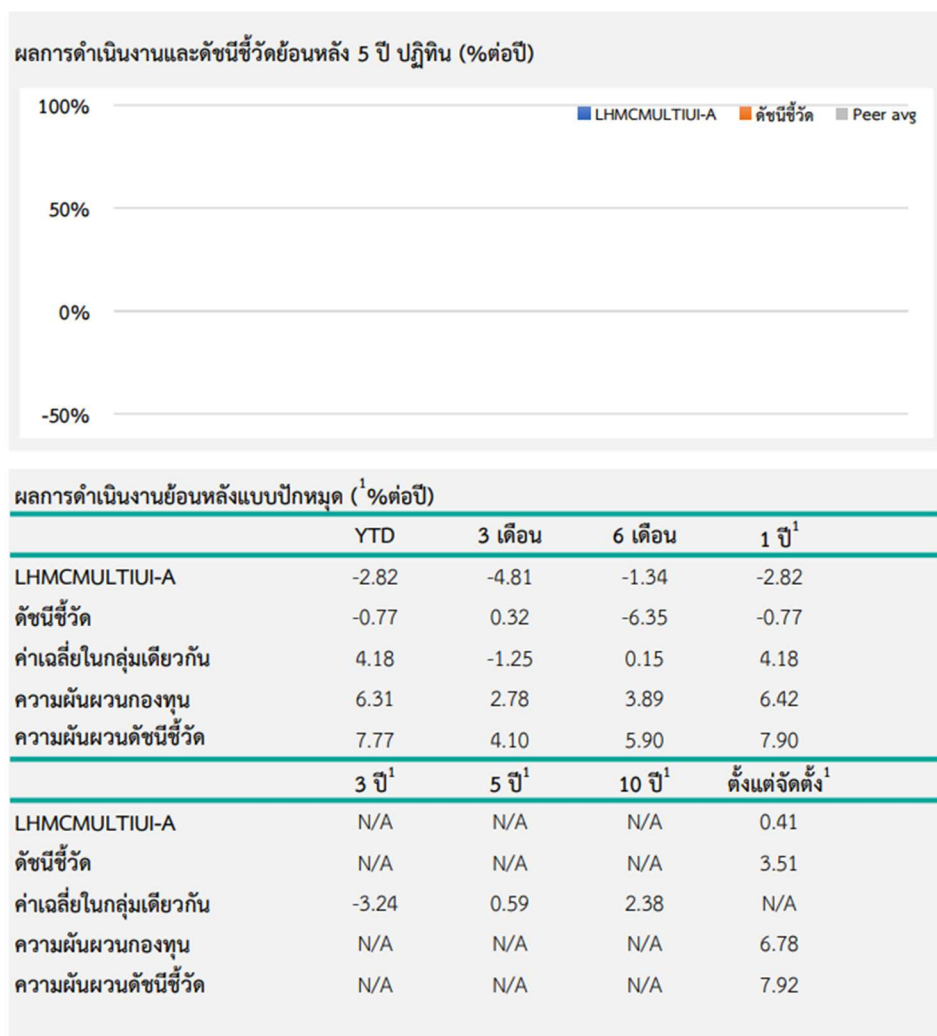 ผลการดำเนินงานและดัชนีชี้วัดย้อนหลัง 5 ปี ปฏิทิน (%ต่อปี)
100%
LHMCMULTIUI-A ดัชนีชี้วัด Peer avg
50%
0%
-50%
ผลการดำเนินงานย้อนหลังแบบปักหมุด (1%ต่อปี)
YTD 3 เดือน 6 เดือน 1 ปี1
LHMCMULTIUI-A -2.82 -4.81 -1.34 -2.82
ดัชนีชี้วัด -0.77 0.32 -6.35 -0.77
ค่าเฉลี่ยในกลุ่มเดียวกัน 4.18 -1.25 0.15 4.18
ความผันผวนกองทุน 6.31 2.78 3.89 6.42
ความผันผวนดัชนีชี้วัด 7.77 4.10 5.90 7.90
3 ปี1 5 ปี1 10 ปี1 ตั้งแต่จัดตั้ง1
LHMCMULTIUI-A N/A N/A N/A 0.41
ดัชนีชี้วัด N/A N/A N/A 3.51
ค่าเฉลี่ยในกลุ่มเดียวกัน -3.24 0.59 2.38 N/A
ความผันผวนกองทุน N/A N/A N/A 6.78
ความผันผวนดัชนีชี้วัด N/A N/A N/A 7.92